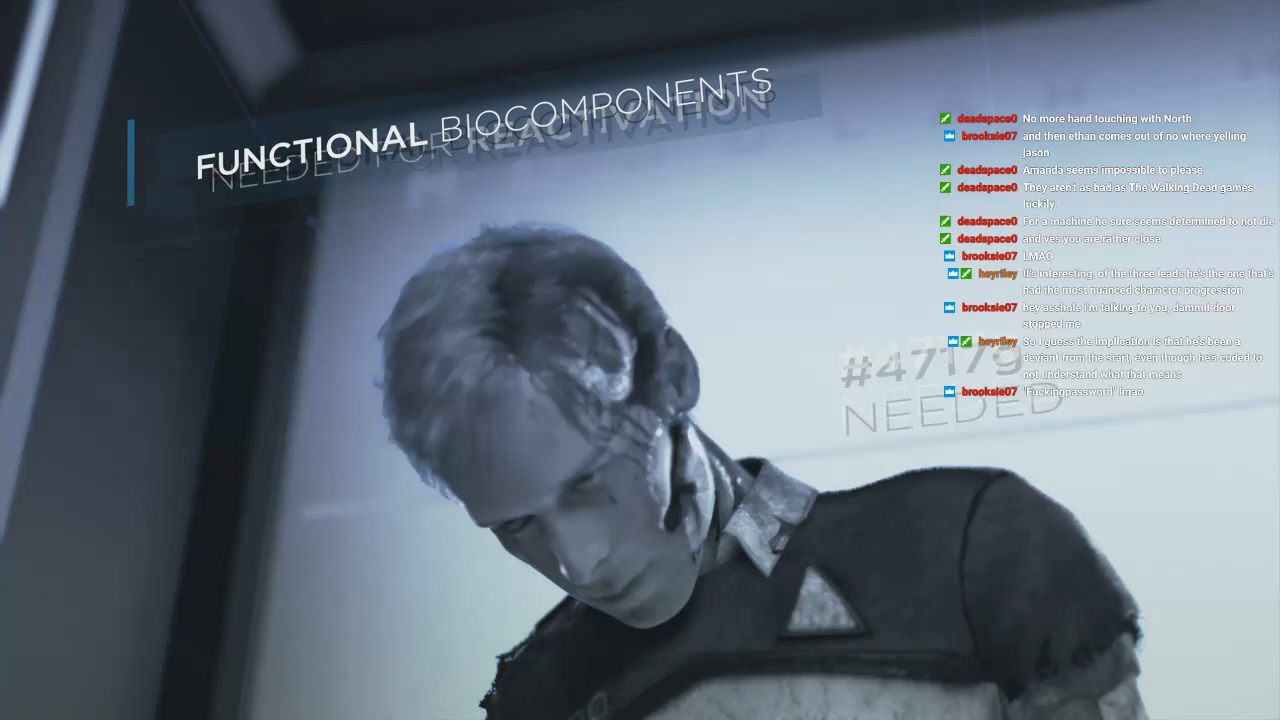 FUNCTIONAL BIOCOMPONENTS
NEEDED FOR REACTIVATION
#47179
NEEDED
deadspace0 No more hand touching with North
brooksie07 and then ethan comes out of no where yelling
jason
deadspace0 Amanda seems impossible to please
deadspace0 They aren't as bad as The Walking Dead games
luckily.
deadspace0 For a machine he sure seems determined to not die
deadspace0 and yes you are rather close
brooksie07 LMAO
heyriley It's interesting, of the three leads he's the one that's
had the most nuanced character progression
brooksie07 hey asshole i'm talking to you, dammit door
stopped me
heyriley So I guess the implication is that he's been a
deviant from the start, even though he's coded to
not understand what that means
brooksie07 "Fuckingpassword" lmao